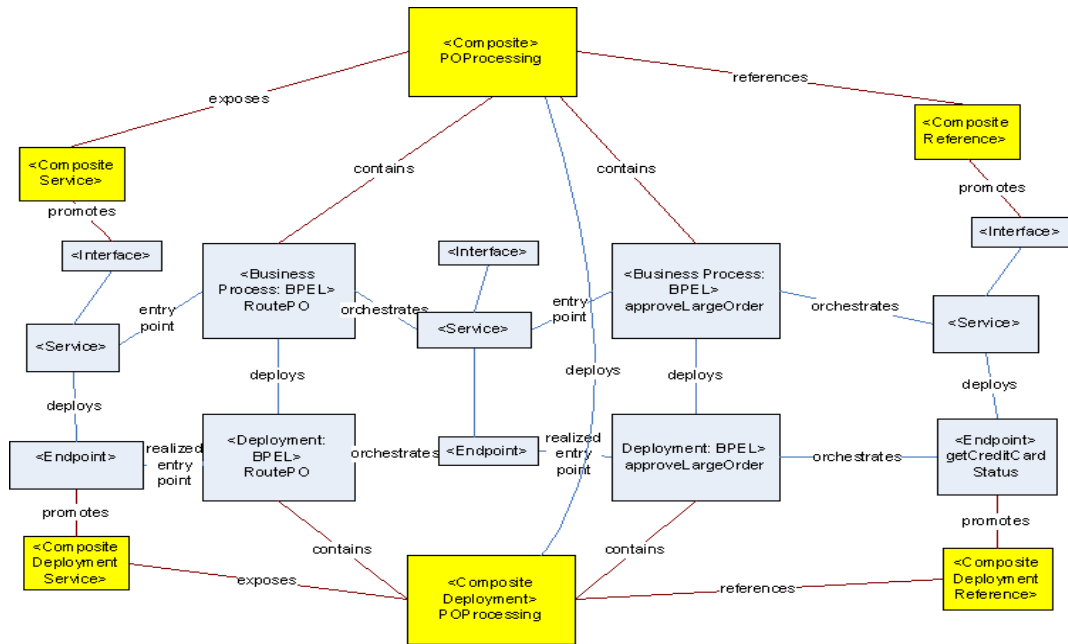 <Composite>
POProcessing
exposes
references
<Composite
Service>
<Composite
Reference>
contains
contains
promotes
promotes
<Interface>
<Interface>
<Interface>
<Business
Process: BPEL>
RoutePO
<Business Process:
BPEL>
approveLargeOrder
entry
point
orchestrates
<Service>
entry
point
orchestrates
<Service>
<Service>
deploys
deploys
deploys
deploys
deploys
<Endpoint>
realized
entry
point
<Deployment:
BPEL>
RoutePO
orchestrates
<Endpoint>
realized
entry
point
Deployment: BPEL>
approveLargeOrder
orchestrates
<Endpoint>
getCreditCard
Status
promotes
promotes
contains
contains
<Composite
Deployment
Service>
exposes
<Composite
Deployment>
POProcessing
references
<Composite
Deployment
Reference>